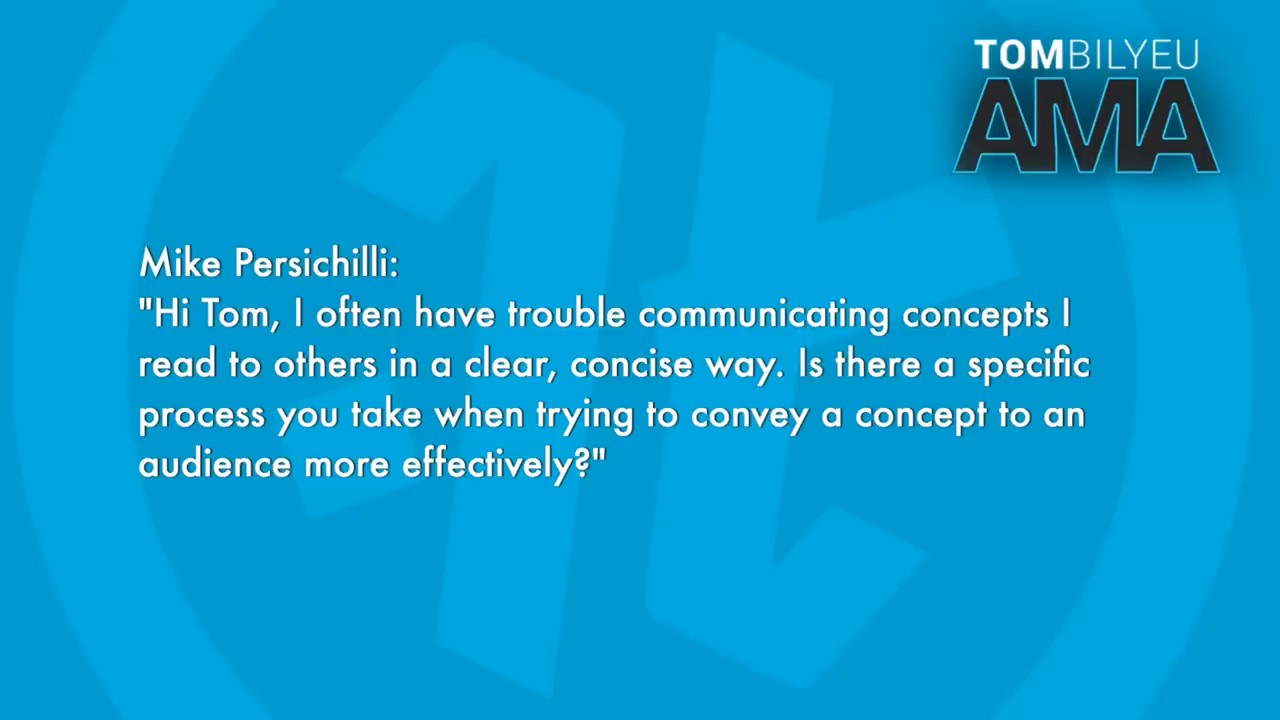 TOMBILYEU
AMA
Mike Persichilli:
"Hi Tom, I often have trouble communicating concepts I
read to others in a clear, concise way. Is there a specific
process you take when trying to convey a concept to an
audience more effectively?"